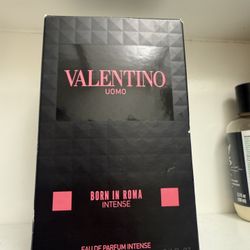 VALENTINO
UOMO
BORN IN ROMA
INTENSE
EAU DE PARFUM INTENSE